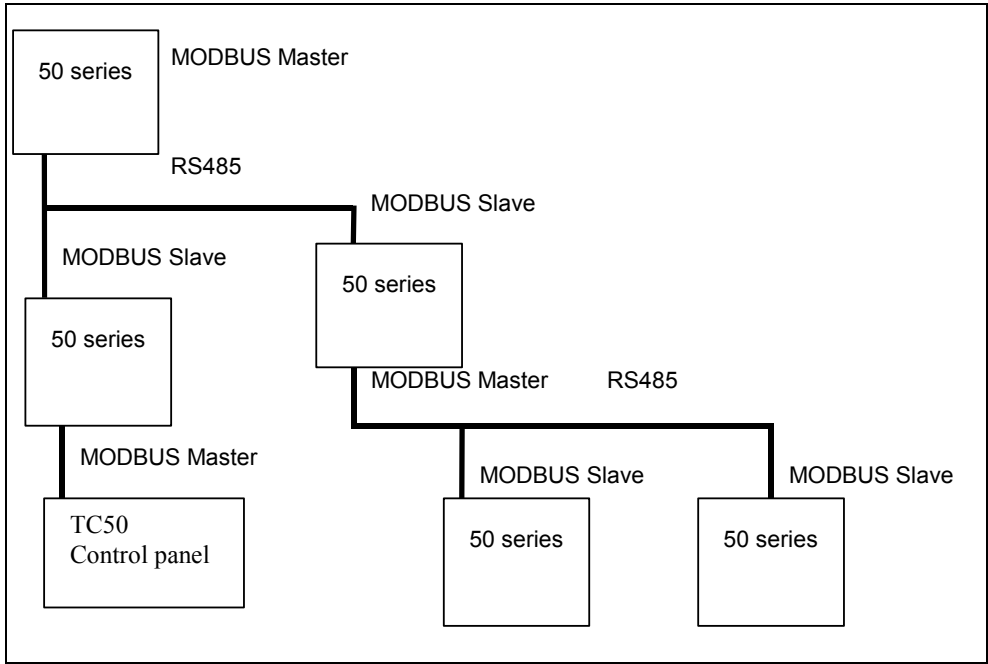 50 series
MODBUS Master
RS485
MODBUS Slave
MODBUS Slave
50 series
50 series
MODBUS Master RS485
MODBUS Master
MODBUS Slave
MODBUS Slave
TC50
Control panel
50 series
50 series